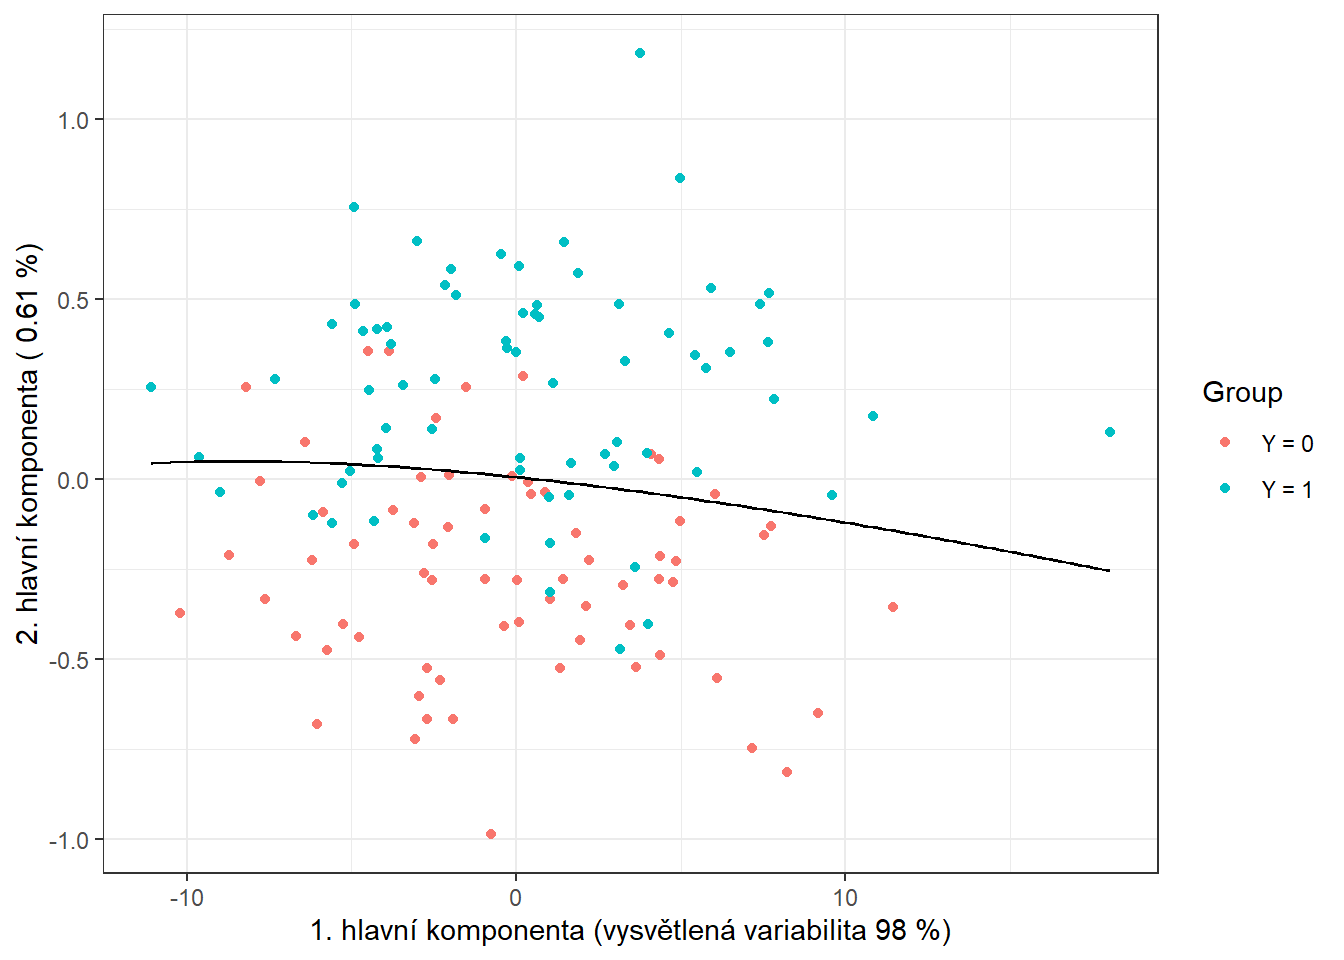 2. hlavní komponenta ( 0.61 %)
1.0
0.5
0.0
-0.5
-1.0
-10
0
10
1. hlavní komponenta (vysvětlená variabilita 98 %)
Group
Y = 0
Y = 1